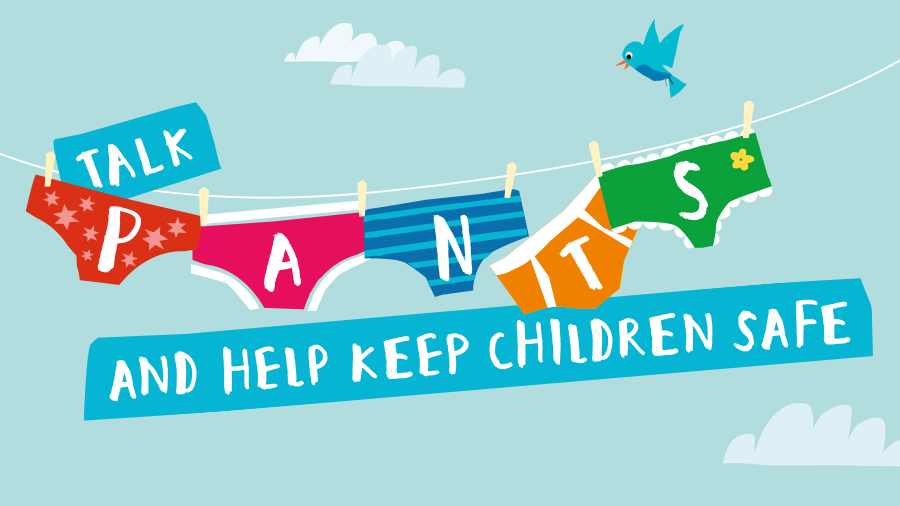 TALK
PANTS
AND HELP KEEP CHILDREN SAFE